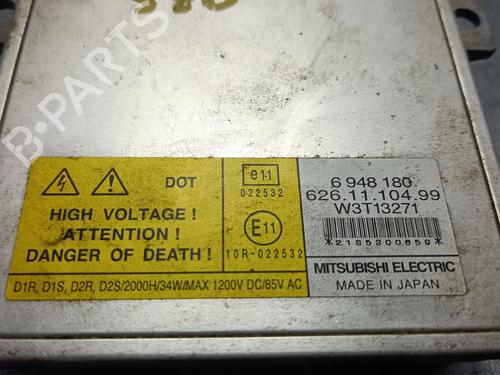 B-PARTS
DOT
HIGH VOLTAGE !
ATTENTION !
DANGER OF DEATH !
e11
022532
E11
10R-022532
6 948 180
626.11.104.99
W3T13271
*2185800659*
MITSUBISHI ELECTRIC
MADE IN JAPAN
D1R, D1S, D2R, D2S/2000H/34W/MAX 1200V DC/85V AC